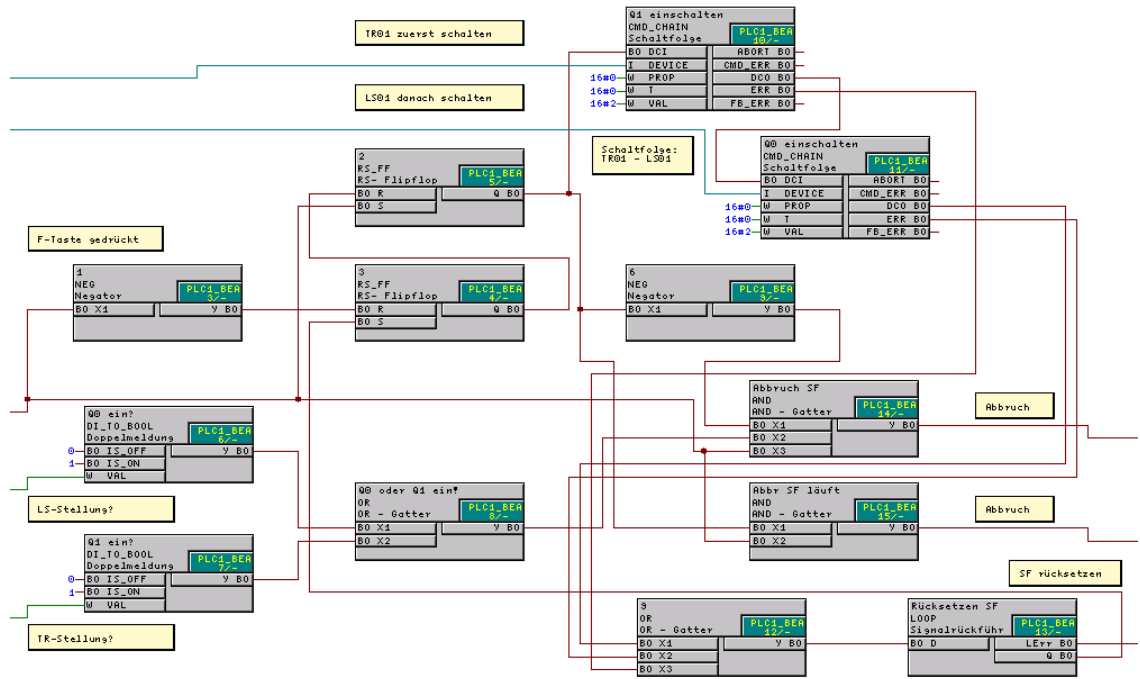 TR01 zuerst schalten
LS01 danach schalten
Q1 einschalten
CMD_CHAIN
Schaltfolge
PLC1_BEA
10/-
BO DCI
ABORT BO
I DEVICE
CMD_ERR BO
16#0 W PROP
DCO BO
16#0 W T
ERR BO
16#2 W VAL
FB_ERR BO
Schaltfolge:
TR01 - LS01
Q0 einschalten
CMD_CHAIN
Schaltfolge
PLC1_BEA
11/-
BO DCI
ABORT BO
I DEVICE
CMD_ERR BO
16#0 W PROP
DCO BO
16#0 W T
ERR BO
16#2 W VAL
FB_ERR BO
2
RS_FF
RS- Flipflop
PLC1_BEA
5/-
BO R
Q BO
BO S
F-Taste gedrückt
1
NEG
Negator
PLC1_BEA
3/-
BO X1
Y BO
3
RS_FF
RS- Flipflop
PLC1_BEA
4/-
BO R
Q BO
BO S
6
NEG
Negator
PLC1_BEA
9/-
BO X1
Y BO
Q0 ein?
DI_TO_BOOL
Doppelmeldung
PLC1_BEA
6/-
0 BO IS_OFF
Y BO
1 BO IS_ON
W VAL
LS-Stellung?
Abbruch SF
AND
AND - Gatter
PLC1_BEA
14/-
BO X1
Y BO
BO X2
BO X3
Abbruch
Q0 oder Q1 ein?
OR
OR - Gatter
PLC1_BEA
8/-
BO X1
Y BO
BO X2
Abbr SF läuft
AND
AND - Gatter
PLC1_BEA
15/-
BO X1
Y BO
BO X2
Abbruch
Q1 ein?
DI_TO_BOOL
Doppelmeldung
PLC1_BEA
7/-
0 BO IS_OFF
Y BO
1 BO IS_ON
W VAL
TR-Stellung?
SF rücksetzen
9
OR
OR - Gatter
PLC1_BEA
12/-
BO X1
Y BO
BO X2
BO X3
Rücksetzen SF
LOOP
Signalrückführ
PLC1_BEA
13/-
BO D
LErr BO
Q BO